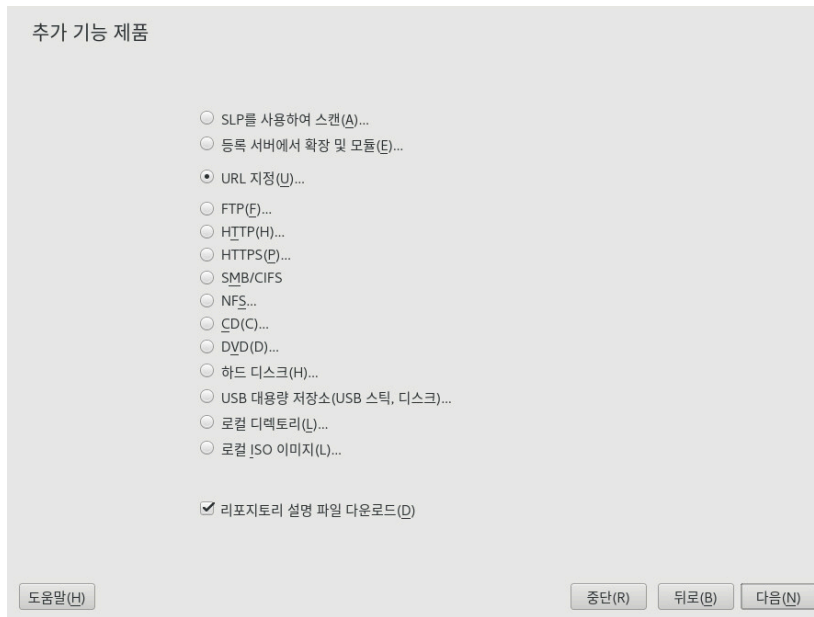 추가 기능 제품
SLP를 사용하여 스캔(A)...
등록 서버에서 확장 및 모듈(E)...
URL 지정(U)...
FTP(F)...
HTTP(H)...
HTTPS(P)...
SMB/CIFS
NFS...
CD(C)...
DVD(D)...
하드 디스크(H)...
USB 대용량 저장소(USB 스틱, 디스크)...
로컬 디렉토리(L)...
로컬 ISO 이미지(L)...
리포지토리 설명 파일 다운로드(D)
도움말(H) 중단(R) 뒤로(B) 다음(N)